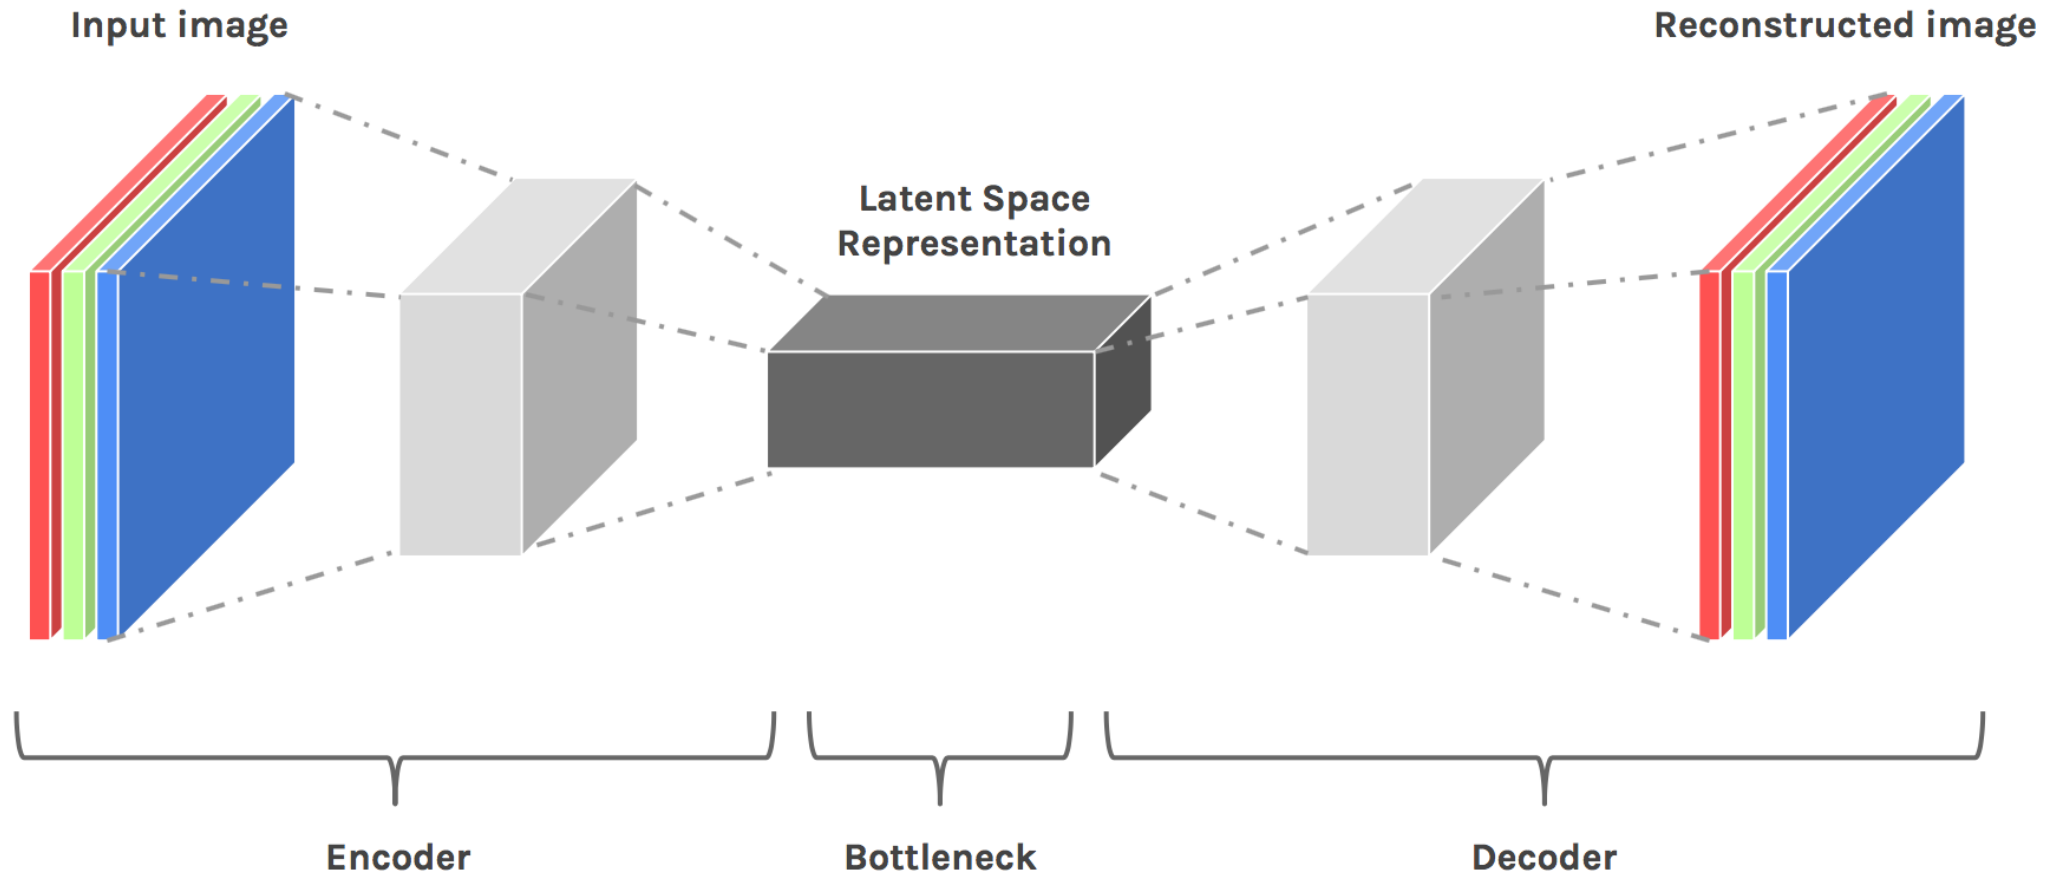 Input image
Reconstructed image
Latent Space
Representation
Encoder
Bottleneck
Decoder